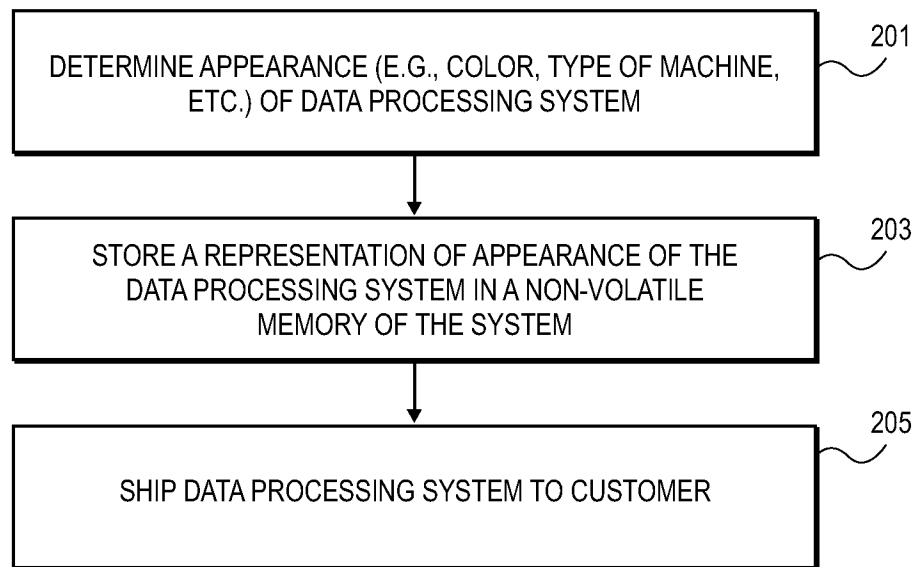 201
DETERMINE APPEARANCE (E.G., COLOR, TYPE OF MACHINE,
ETC.) OF DATA PROCESSING SYSTEM
203
STORE A REPRESENTATION OF APPEARANCE OF THE
DATA PROCESSING SYSTEM IN A NON-VOLATILE
MEMORY OF THE SYSTEM
205
SHIP DATA PROCESSING SYSTEM TO CUSTOMER